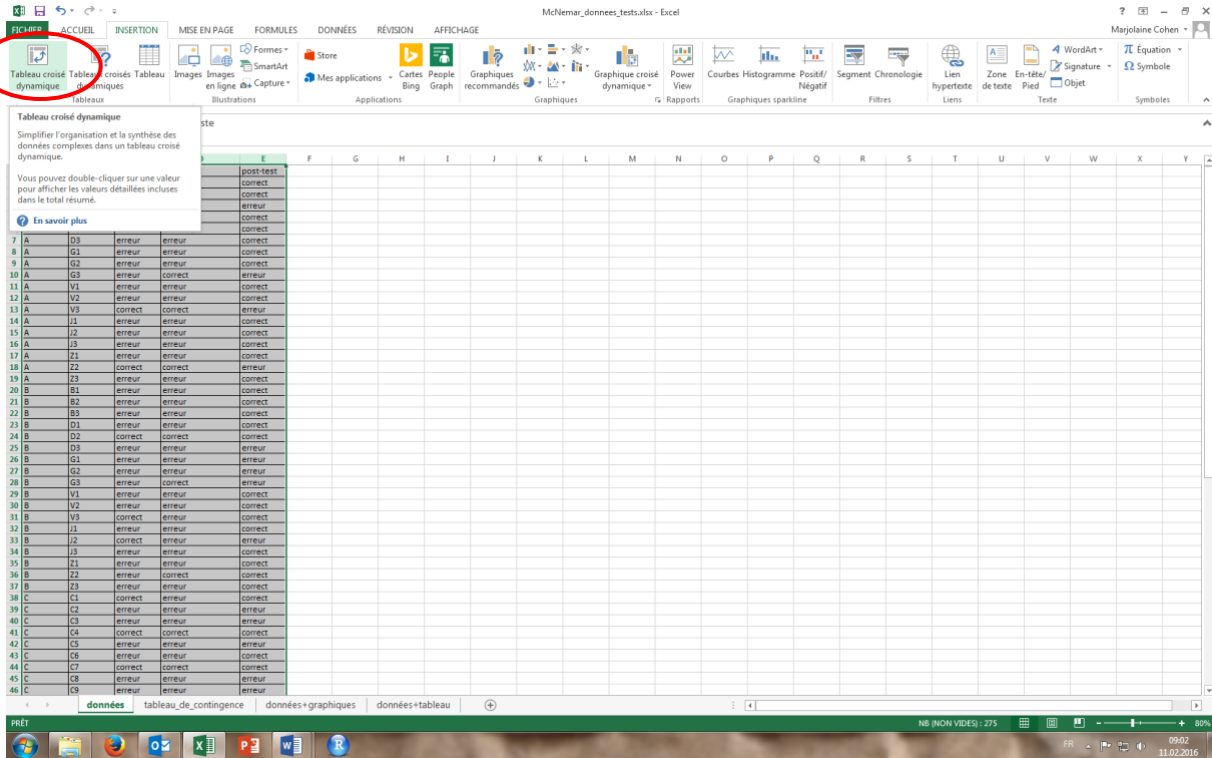 McNemar_donnees_tests.xlsx - Excel
FICHIER ACCUEIL INSERTION MISE EN PAGE FORMULES DONNÉES RÉVISION AFFICHAGE Marjolaine Cohen
Tableau croisé dynamique
Tableaux croisés dynamiques
Tableau
Images
Images en ligne
Formes
SmartArt
Capture
Store
Mes applications
Cartes Bing
People Graph
Graphiques recommandés
Graphique croisé dynamique
Power View
Courbes
Histogramme
Positif/ Négatif
Segment
Chronologie
Lien hypertexte
Zone de texte
En-tête/ Pied
WordArt
Signature
Objet
Équation
Symbole
Tableaux Illustrations Applications Graphiques Rapports Graphiques sparkline Filtres Liens Texte Symboles
Tableau croisé dynamique
Simplifier l'organisation et la synthèse des
données complexes dans un tableau croisé
dynamique.
Vous pouvez double-cliquer sur une valeur
pour afficher les valeurs détaillées incluses
dans le total résumé.
En savoir plus
ste
E F G H I J K L M N O P Q R S T U V W X Y
post-test
correct
correct
erreur
correct
correct
7 A D3 erreur erreur correct
8 A G1 erreur erreur correct
9 A G2 erreur erreur correct
10 A G3 erreur correct erreur
11 A V1 erreur erreur correct
12 A V2 erreur erreur correct
13 A V3 correct correct erreur
14 A J1 erreur erreur correct
15 A J2 erreur erreur correct
16 A J3 erreur erreur correct
17 A Z1 erreur erreur correct
18 A Z2 correct correct erreur
19 A Z3 erreur erreur correct
20 B B1 erreur erreur correct
21 B B2 erreur erreur correct
22 B B3 erreur erreur correct
23 B D1 erreur erreur correct
24 B D2 correct correct correct
25 B D3 erreur erreur erreur
26 B G1 erreur erreur erreur
27 B G2 erreur erreur erreur
28 B G3 erreur correct erreur
29 B V1 erreur erreur correct
30 B V2 erreur erreur correct
31 B V3 correct erreur correct
32 B J1 erreur erreur correct
33 B J2 correct erreur erreur
34 B J3 erreur erreur correct
35 B Z1 erreur erreur correct
36 B Z2 erreur correct correct
37 B Z3 erreur erreur correct
38 C C1 correct erreur correct
39 C C2 erreur erreur erreur
40 C C3 erreur erreur erreur
41 C C4 correct correct correct
42 C C5 erreur erreur erreur
43 C C6 erreur erreur correct
44 C C7 correct correct correct
45 C C8 erreur erreur erreur
46 C C9 erreur erreur erreur
données tableau_de_contingence données+graphiques données+tableau
PRÊT NB (NON VIDES) : 275 80%
FR 09:02
11.02.2016